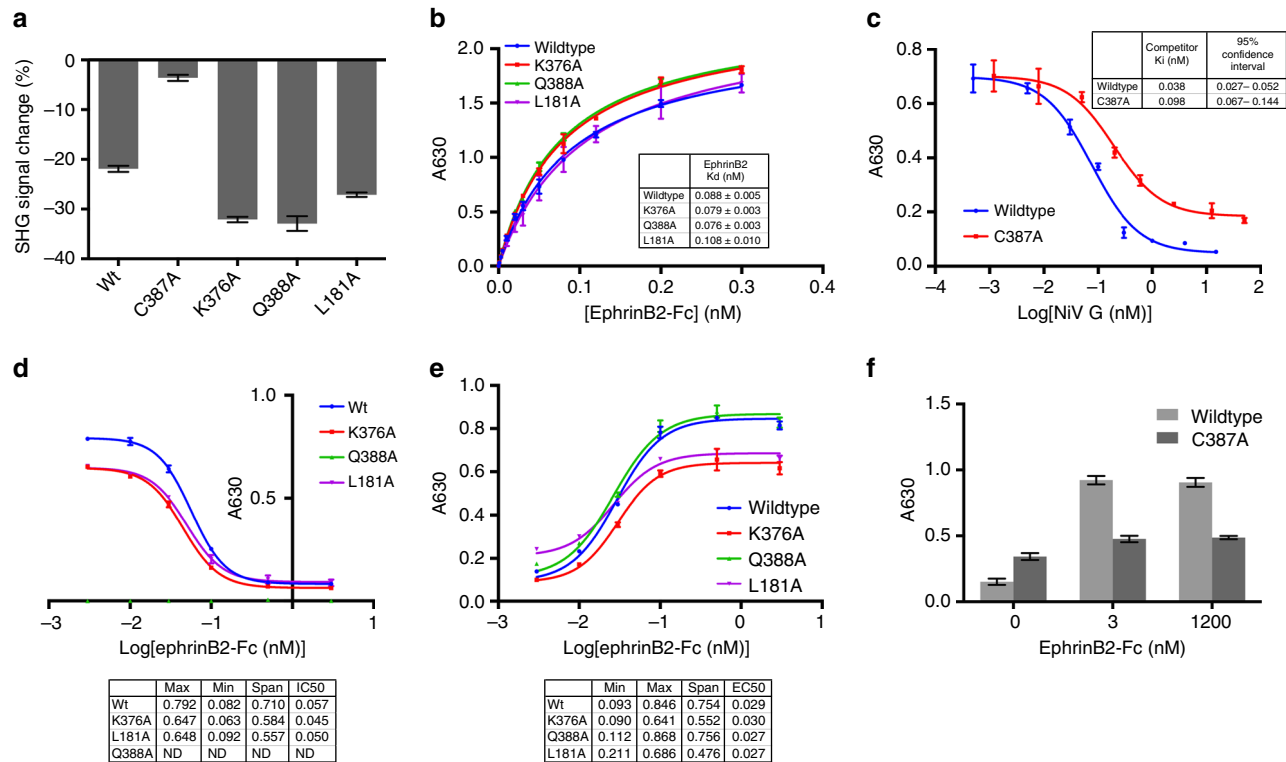 a
SHG signal change (%)
0
–10
–20
–30
–40
Wt
C387A
K376A
Q388A
L181A
b
Wildtype
K376A
Q388A
L181A
A630
2.0
1.5
1.0
0.5
0.0
0.0 0.1 0.2 0.3 0.4
[EphrinB2-Fc] (nM)
EphrinB2 Kd (nM)
Wildtype 0.088 ± 0.005
K376A 0.079 ± 0.003
Q388A 0.076 ± 0.003
L181A 0.108 ± 0.010
c
A630
0.8
0.6
0.4
0.2
0.0
–4 –3 –2 –1 0 1 2
Log[NiV G (nM)]
Wildtype
C387A
Competitor Ki (nM) 95% confidence interval
Wildtype 0.038 0.027– 0.052
C387A 0.098 0.067– 0.144
d
A630
1.0
0.5
Wt
K376A
Q388A
L181A
–3 –2 –1 1
Log[ephrinB2-Fc (nM)]
Max Min Span IC50
Wt 0.792 0.082 0.710 0.057
K376A 0.647 0.063 0.584 0.045
L181A 0.648 0.092 0.557 0.050
Q388A ND ND ND ND
e
A630
1.0
0.8
0.6
0.4
0.2
0.0
Wildtype
K376A
Q388A
L181A
–3 –2 –1 0 1
Log[ephrinB2-Fc (nM)]
Min Max Span EC50
Wt 0.093 0.846 0.754 0.029
K376A 0.090 0.641 0.552 0.030
Q388A 0.112 0.868 0.756 0.027
L181A 0.211 0.686 0.476 0.027
f
A630
1.5
1.0
0.5
0.0
Wildtype
C387A
0 3 1200
EphrinB2-Fc (nM)